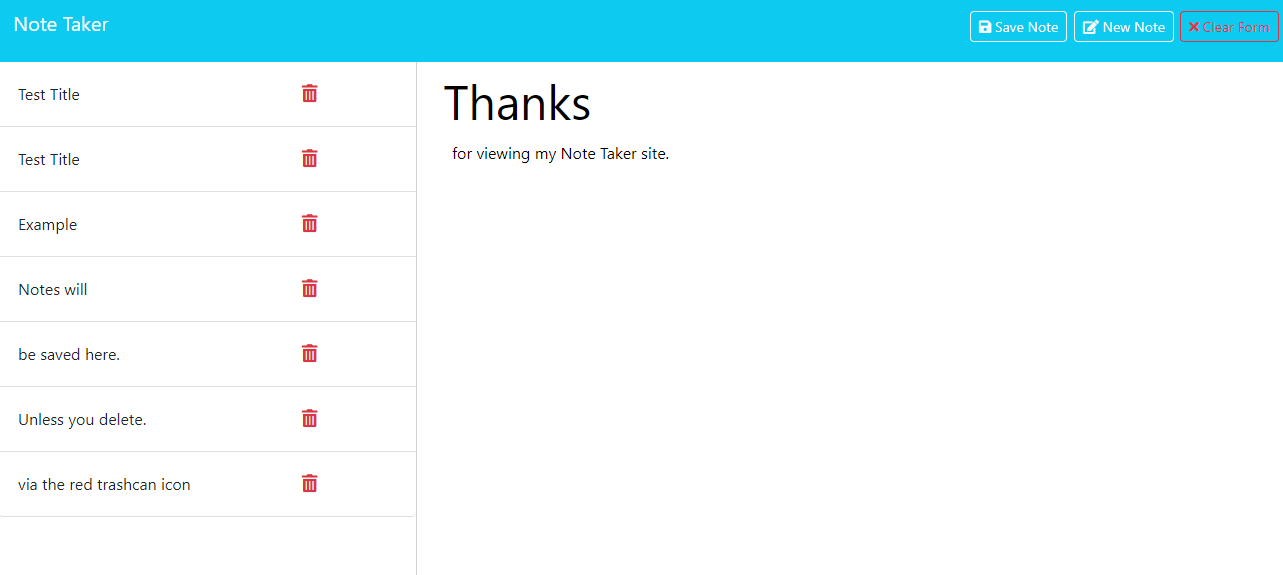 Note Taker
Save Note
New Note
Clear Form
Test Title
Test Title
Example
Notes will
be saved here.
Unless you delete.
via the red trashcan icon
Thanks
for viewing my Note Taker site.